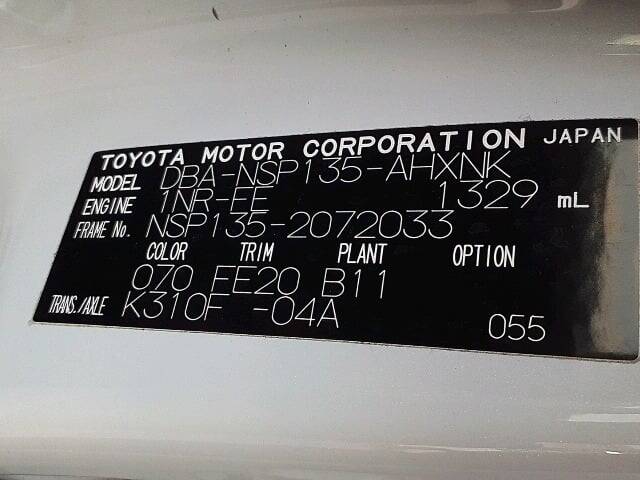 TOYOTA MOTOR CORPORATION JAPAN
MODEL DBA-NSP135-AHXNK
ENGINE 1NR-FE 1329 mL
FRAME No. NSP135-2072033
COLOR TRIM PLANT OPTION
070 FE20 B11
TRANS./AXLE K310F -04A
055